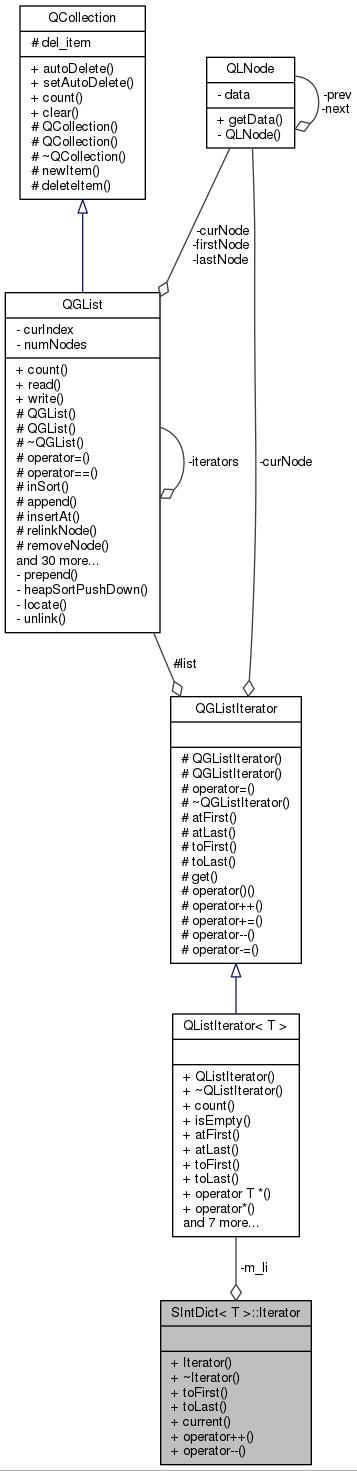 QCollection
# del_item
+ autoDelete()
+ setAutoDelete()
+ count()
+ clear()
# QCollection()
# QCollection()
# ~QCollection()
# newItem()
# deleteItem()
QLNode
- data
+ getData()
- QLNode()
-prev
-next
-curNode
-firstNode
-lastNode
QGList
- curIndex
- numNodes
+ count()
+ read()
+ write()
# QGList()
# QGList()
# ~QGList()
# operator=()
# operator==()
# inSort()
# append()
# insertAt()
# relinkNode()
# removeNode()
and 30 more...
- prepend()
- heapSortPushDown()
- locate()
- unlink()
-iterators
-curNode
#list
QGListIterator
# QGListIterator()
# QGListIterator()
# operator=()
# ~QGListIterator()
# atFirst()
# atLast()
# toFirst()
# toLast()
# get()
# operator()()
# operator++()
# operator+=()
# operator--()
# operator-=()
QListIterator< T >
+ QListIterator()
+ ~QListIterator()
+ count()
+ isEmpty()
+ atFirst()
+ atLast()
+ toFirst()
+ toLast()
+ operator T *()
+ operator*()
and 7 more...
-m_li
SIntDict< T >::Iterator
+ Iterator()
+ ~Iterator()
+ toFirst()
+ toLast()
+ current()
+ operator++()
+ operator--()